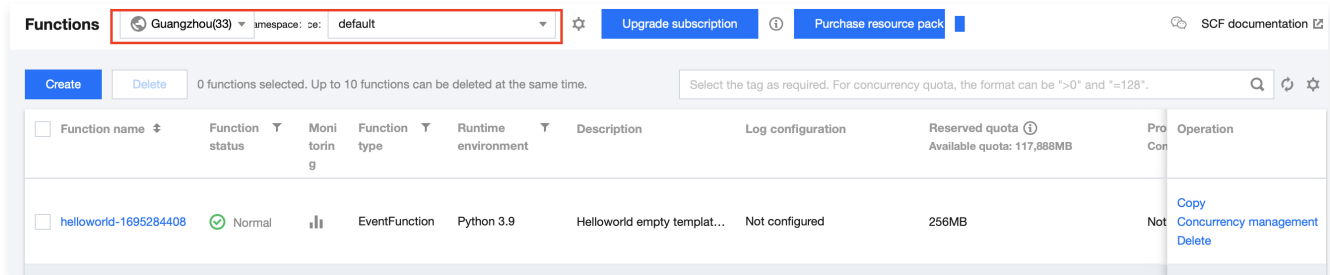 Functions Guangzhou(33) amespace: ce: default Upgrade subscription Purchase resource pack SCF documentation
Create Delete 0 functions selected. Up to 10 functions can be deleted at the same time. Select the tag as required. For concurrency quota, the format can be ">0" and "=128".
Function name Function status Monitoring Function type Runtime environment Description Log configuration Reserved quota Available quota: 117,888MB Pro Con Operation
helloworld-1695284408 Normal EventFunction Python 3.9 Helloworld empty templat... Not configured 256MB Not Copy
Concurrency management
Delete